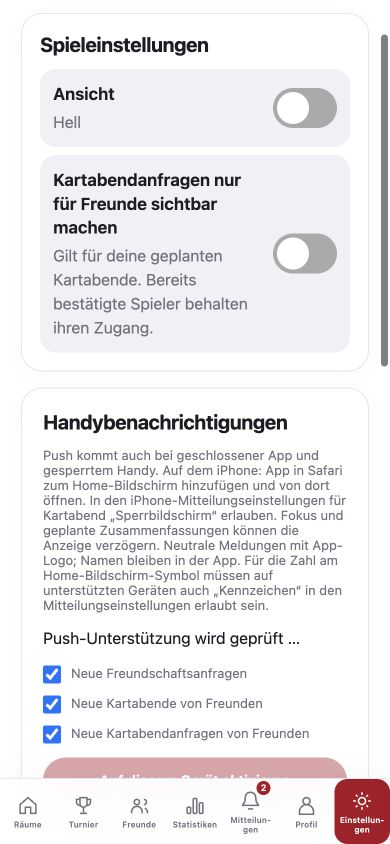 Spieleinstellungen
Ansicht
Hell
Kartabendanfragen nur
für Freunde sichtbar
machen
Gilt für deine geplanten
Kartabende. Bereits
bestätigte Spieler behalten
ihren Zugang.
Handybenachrichtigungen
Push kommt auch bei geschlossener App und
gesperrtem Handy. Auf dem iPhone: App in Safari
zum Home-Bildschirm hinzufügen und von dort
öffnen. In den iPhone-Mitteilungseinstellungen für
Kartabend „Sperrbildschirm“ erlauben. Fokus und
geplante Zusammenfassungen können die
Anzeige verzögern. Neutrale Meldungen mit App-
Logo; Namen bleiben in der App. Für die Zahl am
Home-Bildschirm-Symbol müssen auf
unterstützten Geräten auch „Kennzeichen“ in den
Mitteilungseinstellungen erlaubt sein.
Push-Unterstützung wird geprüft ...
Neue Freundschaftsanfragen
Neue Kartabende von Freunden
Neue Kartabendanfragen von Freunden
Auf diesem Gerät aktivieren
2
Räume
Turnier
Freunde
Statistiken
Mitteilun-
gen
Profil
Einstellun-
gen